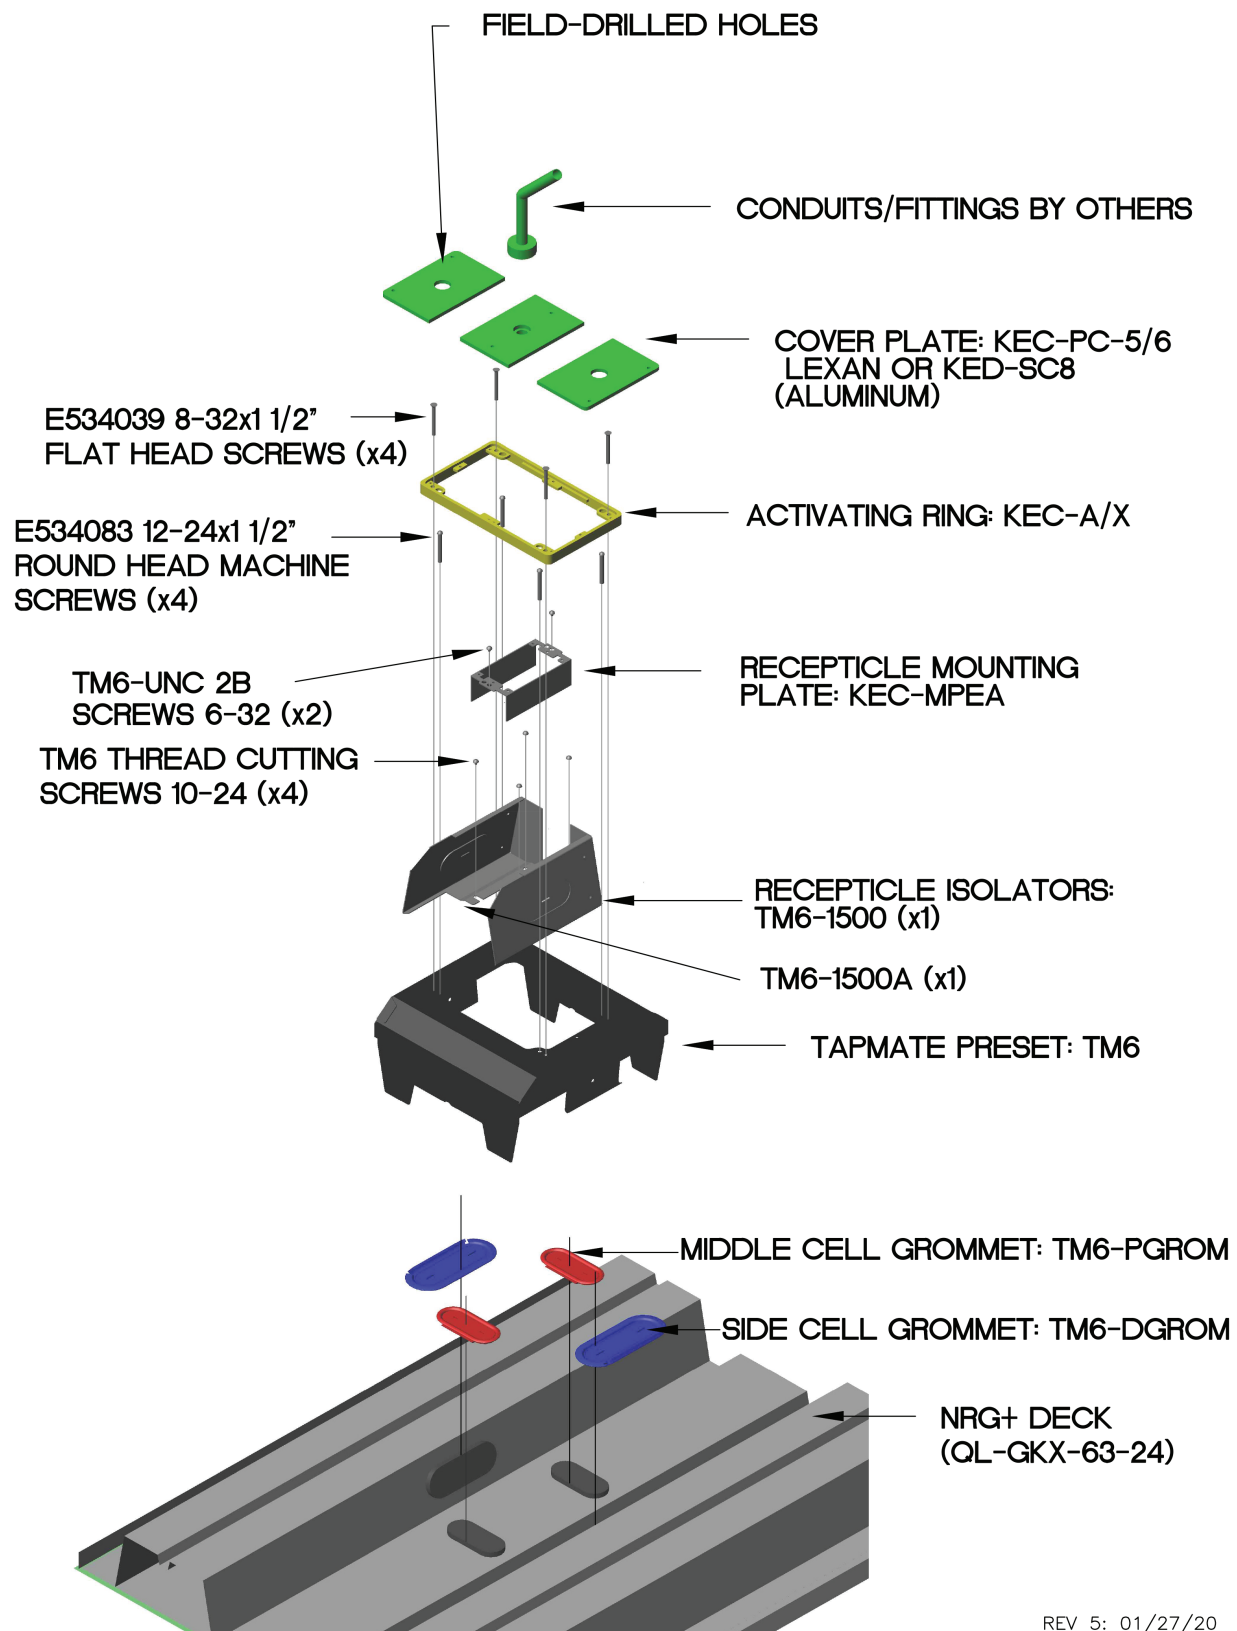 FIELD-DRILLED HOLES
CONDUITS/FITTINGS BY OTHERS
COVER PLATE: KEC-PC-5/6
LEXAN OR KED-SC8
(ALUMINUM)
E534039 8-32x1 1/2"
FLAT HEAD SCREWS (x4)
ACTIVATING RING: KEC-A/X
E534083 12-24x1 1/2"
ROUND HEAD MACHINE
SCREWS (x4)
RECEPTICLE MOUNTING
PLATE: KEC-MPEA
TM6-UNC 2B
SCREWS 6-32 (x2)
TM6 THREAD CUTTING
SCREWS 10-24 (x4)
RECEPTICLE ISOLATORS:
TM6-1500 (x1)
TM6-1500A (x1)
TAPMATE PRESET: TM6
MIDDLE CELL GROMMET: TM6-PGROM
SIDE CELL GROMMET: TM6-DGROM
NRG+ DECK
(QL-GKX-63-24)
REV 5: 01/27/20